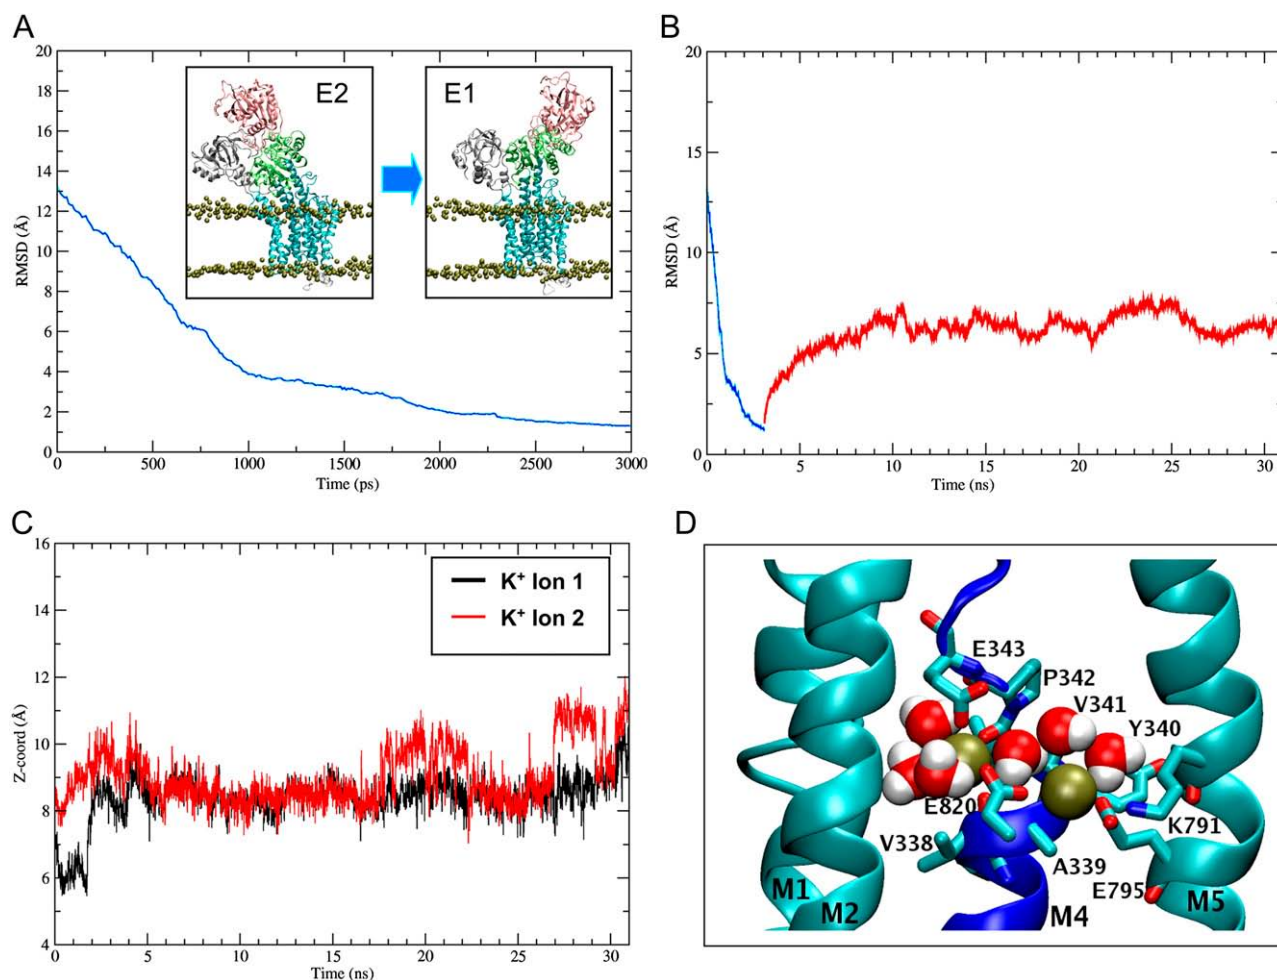 A
20
18
16
14
12
10
8
6
4
2
0
RMSD (Å)
0 500 1000 1500 2000 2500 3000
Time (ps)
E2
E1
B
20
15
10
5
0
RMSD (Å)
0 5 10 15 20 25 30
Time (ns)
C
16
14
12
10
8
6
4
Z-coord (Å)
0 5 10 15 20 25 30
Time (ns)
K⁺ Ion 1
K⁺ Ion 2
D
E343
P342
V341
Y340
E820
K791
V338
A339
E795
M1
M2
M4
M5